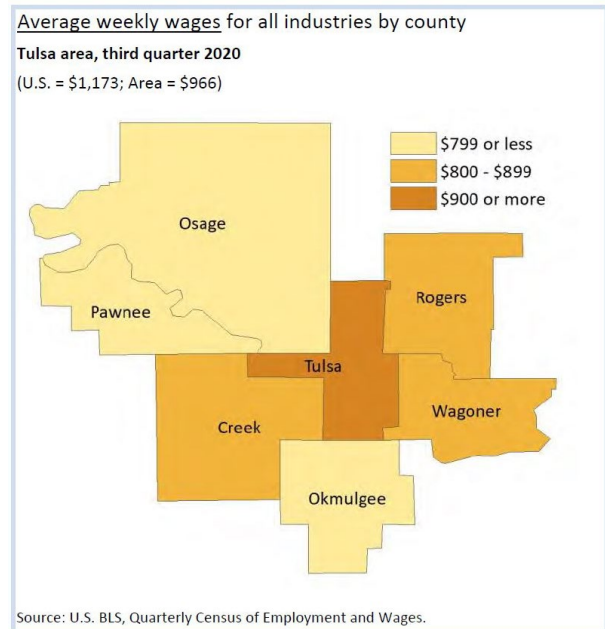 Average weekly wages for all industries by county
Tulsa area, third quarter 2020
(U.S. = $1,173; Area = $966)
$799 or less
$800 - $899
$900 or more
Osage
Rogers
Pawnee
Tulsa
Wagoner
Creek
Okmulgee
Source: U.S. BLS, Quarterly Census of Employment and Wages.